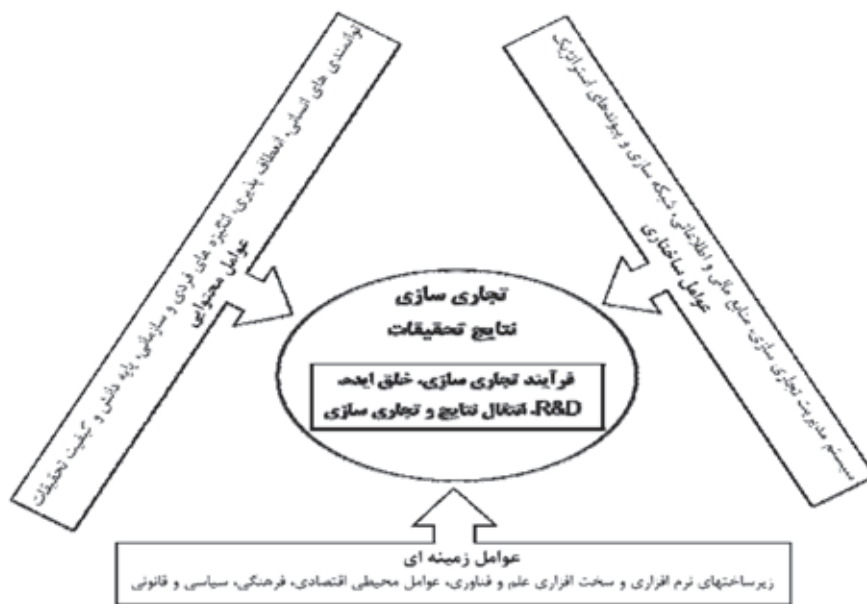 توانمندی های انسانی، انعطاف پذیری، انگیزه های فردی و سازمانی، پایه دانش و کیفیت تحقیقات
عوامل محتوایی
سیستم مدیریت تجاری سازی، منابع مالی و اطلاعاتی، شبکه سازی و پیوندهای استراتژیک
عوامل ساختاری
تجاری سازی
نتایج تحقیقات
فرآیند تجاری سازی، خلق ایده،
R&D، انتقال نتایج و تجاری سازی
عوامل زمینه ای
زیرساختهای نرم افزاری و سخت افزاری علم و فناوری، عوامل محیطی اقتصادی، فرهنگی، سیاسی و قانونی